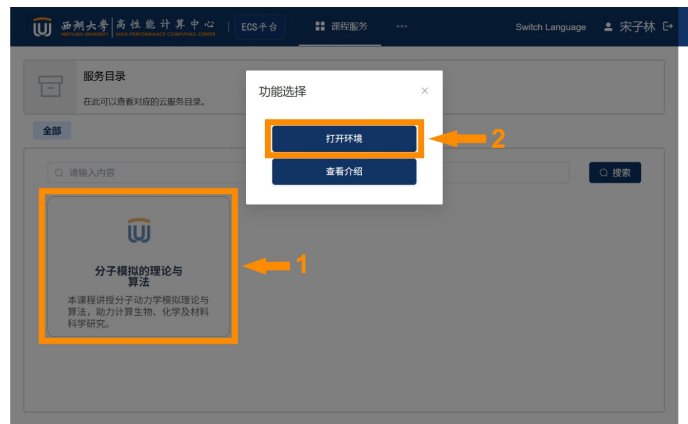 西湖大学 高性能计算中心 ECS平台 课程服务 ··· Switch Language 宋子林
WESTLAKE UNIVERSITY HIGH-PERFORMANCE COMPUTING CENTER
服务目录
在此可以查看对应的云服务目录。
功能选择
全部
打开环境
2
查看介绍
请输入内容
搜索
1
分子模拟的理论与
算法
本课程讲授分子动力学模拟理论与
算法，助力计算生物、化学及材料
科学研究。